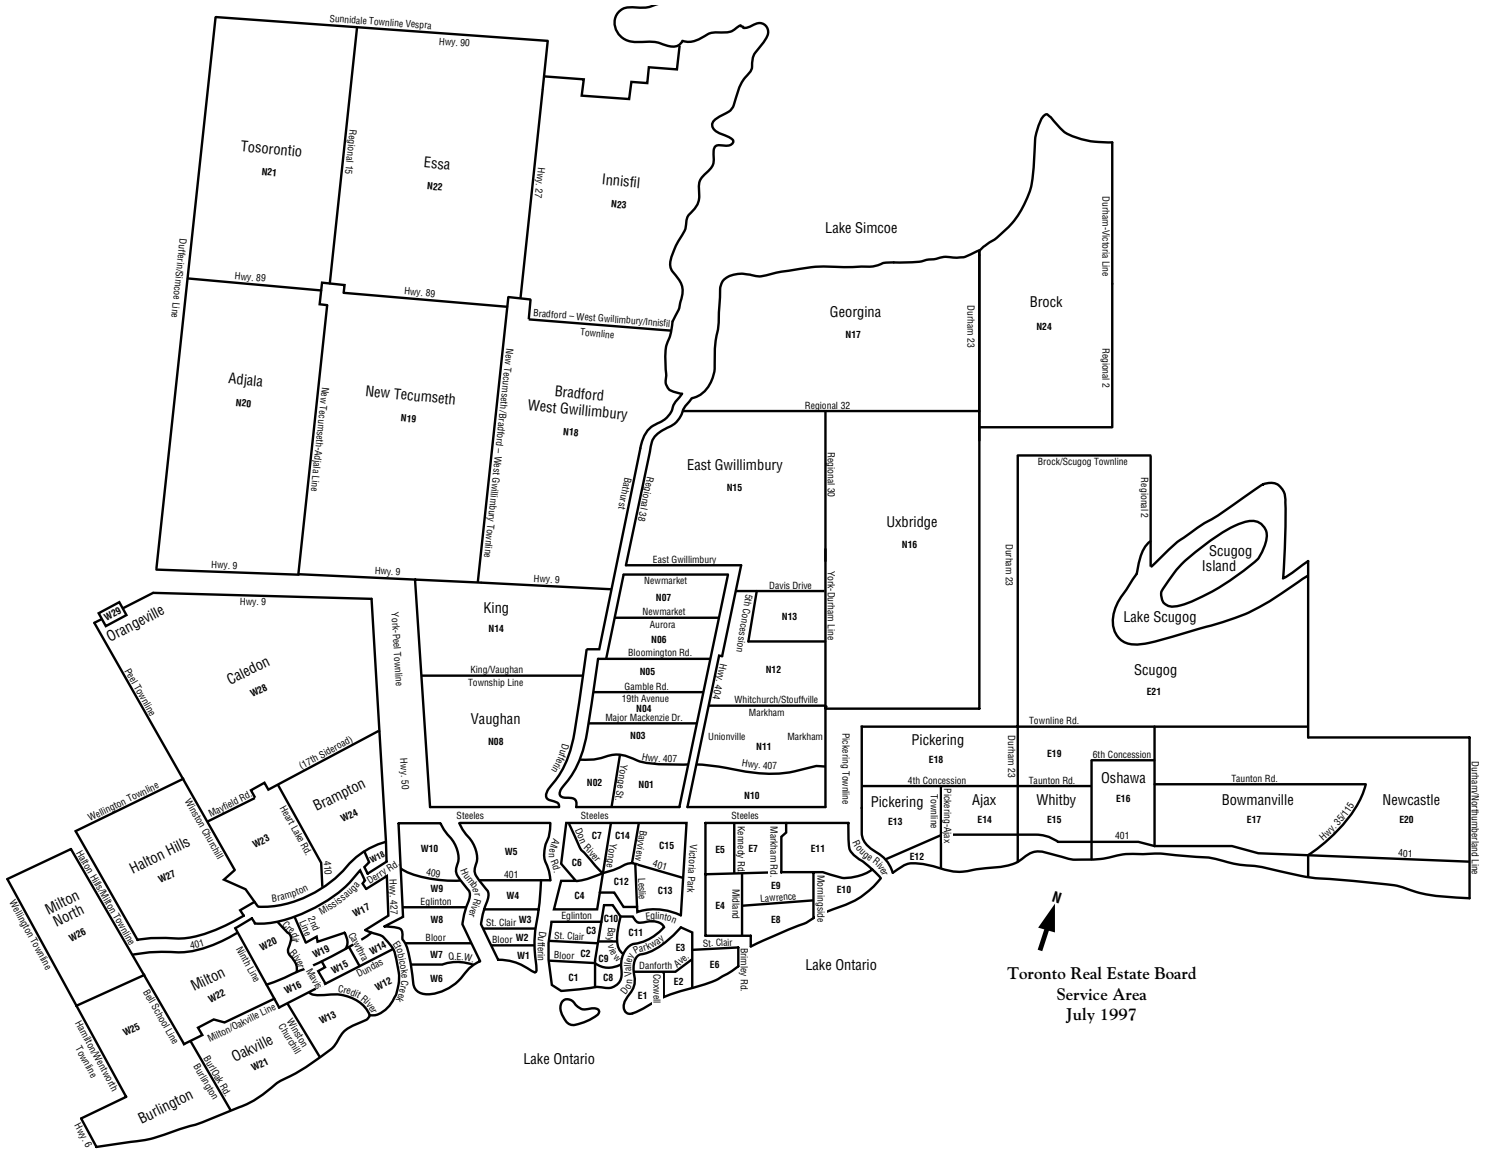 Sunnidale Townline Vespra
Hwy. 90
Tosorontio
N21
Regional 15
Essa
N22
Hwy. 27
Innisfil
N23
Dufferin/Simcoe Line
Hwy. 89
Hwy. 89
Bradford – West Gwillimbury/Innisfil
Townline
Adjala
N20
New Tecumseth-Adjala Line
New Tecumseth
N19
New Tecumseth/Bradford – West Gwillimbury Townline
Bradford
West Gwillimbury
N18
Hwy. 9
Hwy. 9
Hwy. 9
Lake Simcoe
Georgina
N17
Durham 23
Brock
N24
Durham-Victoria Line
Regional 2
Regional 32
Bathurst
Regional 38
East Gwillimbury
N15
Regional 30
Uxbridge
N16
East Gwillimbury
Brock/Scugog Townline
Regional 2
Durham 23
Scugog
Island
Lake Scugog
Scugog
E21
W29
Orangeville
Hwy. 9
Peel Townline
Caledon
W28
York-Peel Townline
Hwy. 50
King
N14
King/Vaughan
Township Line
Vaughan
N08
Dufferin
Newmarket
N07
Newmarket
Aurora
N06
Bloomington Rd.
N05
Gamble Rd.
19th Avenue
N04
Major Mackenzie Dr.
N03
Hwy. 407
N02
Yonge St.
N01
5th Concession
Davis Drive
N13
York-Durham Line
N12
Hwy. 404
Whitchurch/Stouffville
Markham
Unionville
Markham
N11
Hwy. 407
N10
Pickering Townline
Townline Rd.
Pickering
E18
Durham 23
E19
6th Concession
4th Concession
Taunton Rd.
Oshawa
E16
Taunton Rd.
Pickering
E13
Townline
Pickering-Ajax
Ajax
E14
Whitby
E15
401
Bowmanville
E17
Hwy. 35/115
Newcastle
E20
401
Durham/Northumberland Line
E12
Rouge River
(17th Sideroad)
Wellington Townline
Mayfield Rd.
Winston Churchill
Heart Lake Rd.
Brampton
W24
W23
410
Halton Hills
W27
Halton Hills/Milton Townline
Milton
North
W26
Wellington Townline
Brampton
Mississauga
401
W18
Derry Rd.
Hwy. 427
W17
2nd
Line
Credit
River
W20
Ninth Line
W19
Cawthra
W14
W15
Mavis
W16
Dundas
W12
Etobicoke Creek
Credit River
W13
Winston
Churchill
Milton
W22
Milton/Oakville Line
Bell School Line
Oakville
W21
BurlOak Rd.
Burlington
W25
Hamilton/Wentworth
Townline
Burlington
Hwy. 6
Steeles
Steeles
Steeles
W10
409
W9
Eglinton
W8
Bloor
W7
Q.E.W.
W6
Humber River
W5
401
W4
St. Clair
W3
Bloor
W2
W1
Allen Rd.
Dufferin
C7
Don River
C6
C14
Yonge
Bayview
C15
401
C4
C12
Leslie
C13
Victoria Park
Eglinton
Eglinton
C10
C3
St. Clair
Bay View
C11
Bloor
C2
C9
C1
C8
Don Valley Parkway
E3
Danforth Ave.
E1
Coxwell
E2
St. Clair
E6
Brimley Rd.
E5
Kennedy Rd
E7
Markham Rd.
E11
E9
Lawrence
E4
Midland
E8
Morningside
E10
Lake Ontario
Lake Ontario
N
Toronto Real Estate Board
Service Area
July 1997